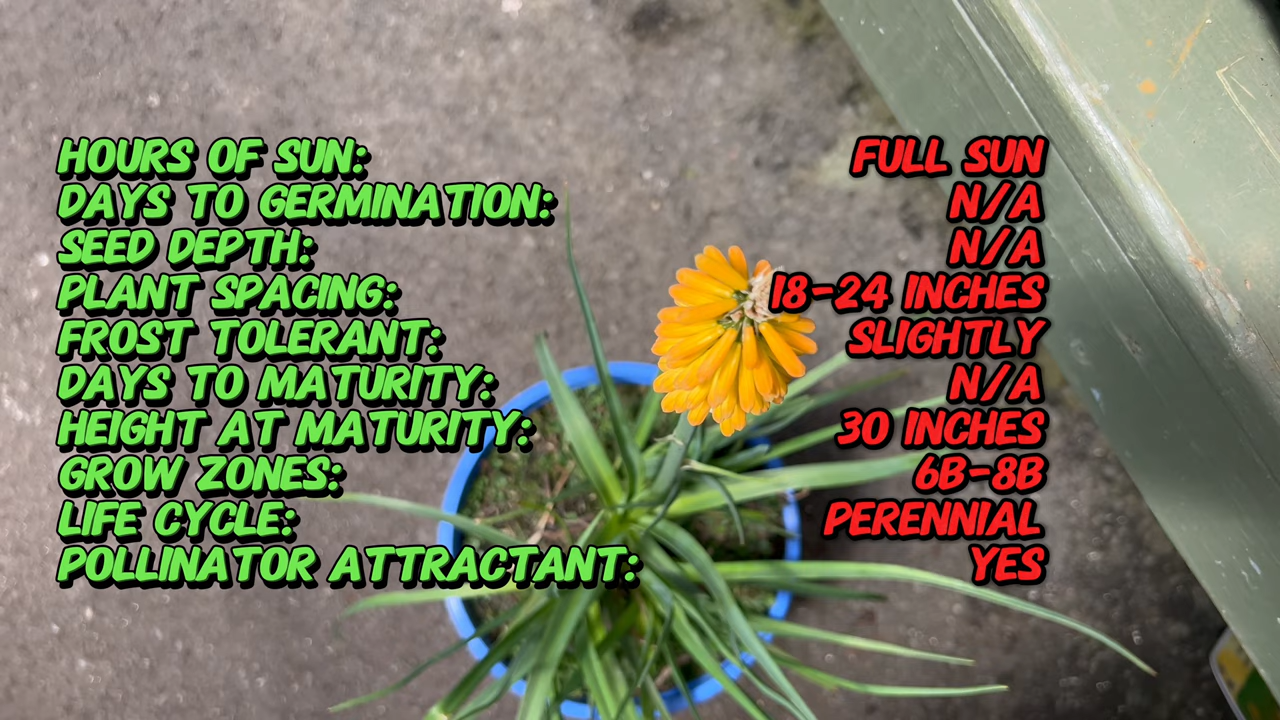 HOURS OF SUN: FULL SUN
DAYS TO GERMINATION: N/A
SEED DEPTH: N/A
PLANT SPACING: 18-24 INCHES
FROST TOLERANT: SLIGHTLY
DAYS TO MATURITY: N/A
HEIGHT AT MATURITY: 30 INCHES
GROW ZONES: 6B-8B
LIFE CYCLE: PERENNIAL
POLLINATOR ATTRACTANT: YES